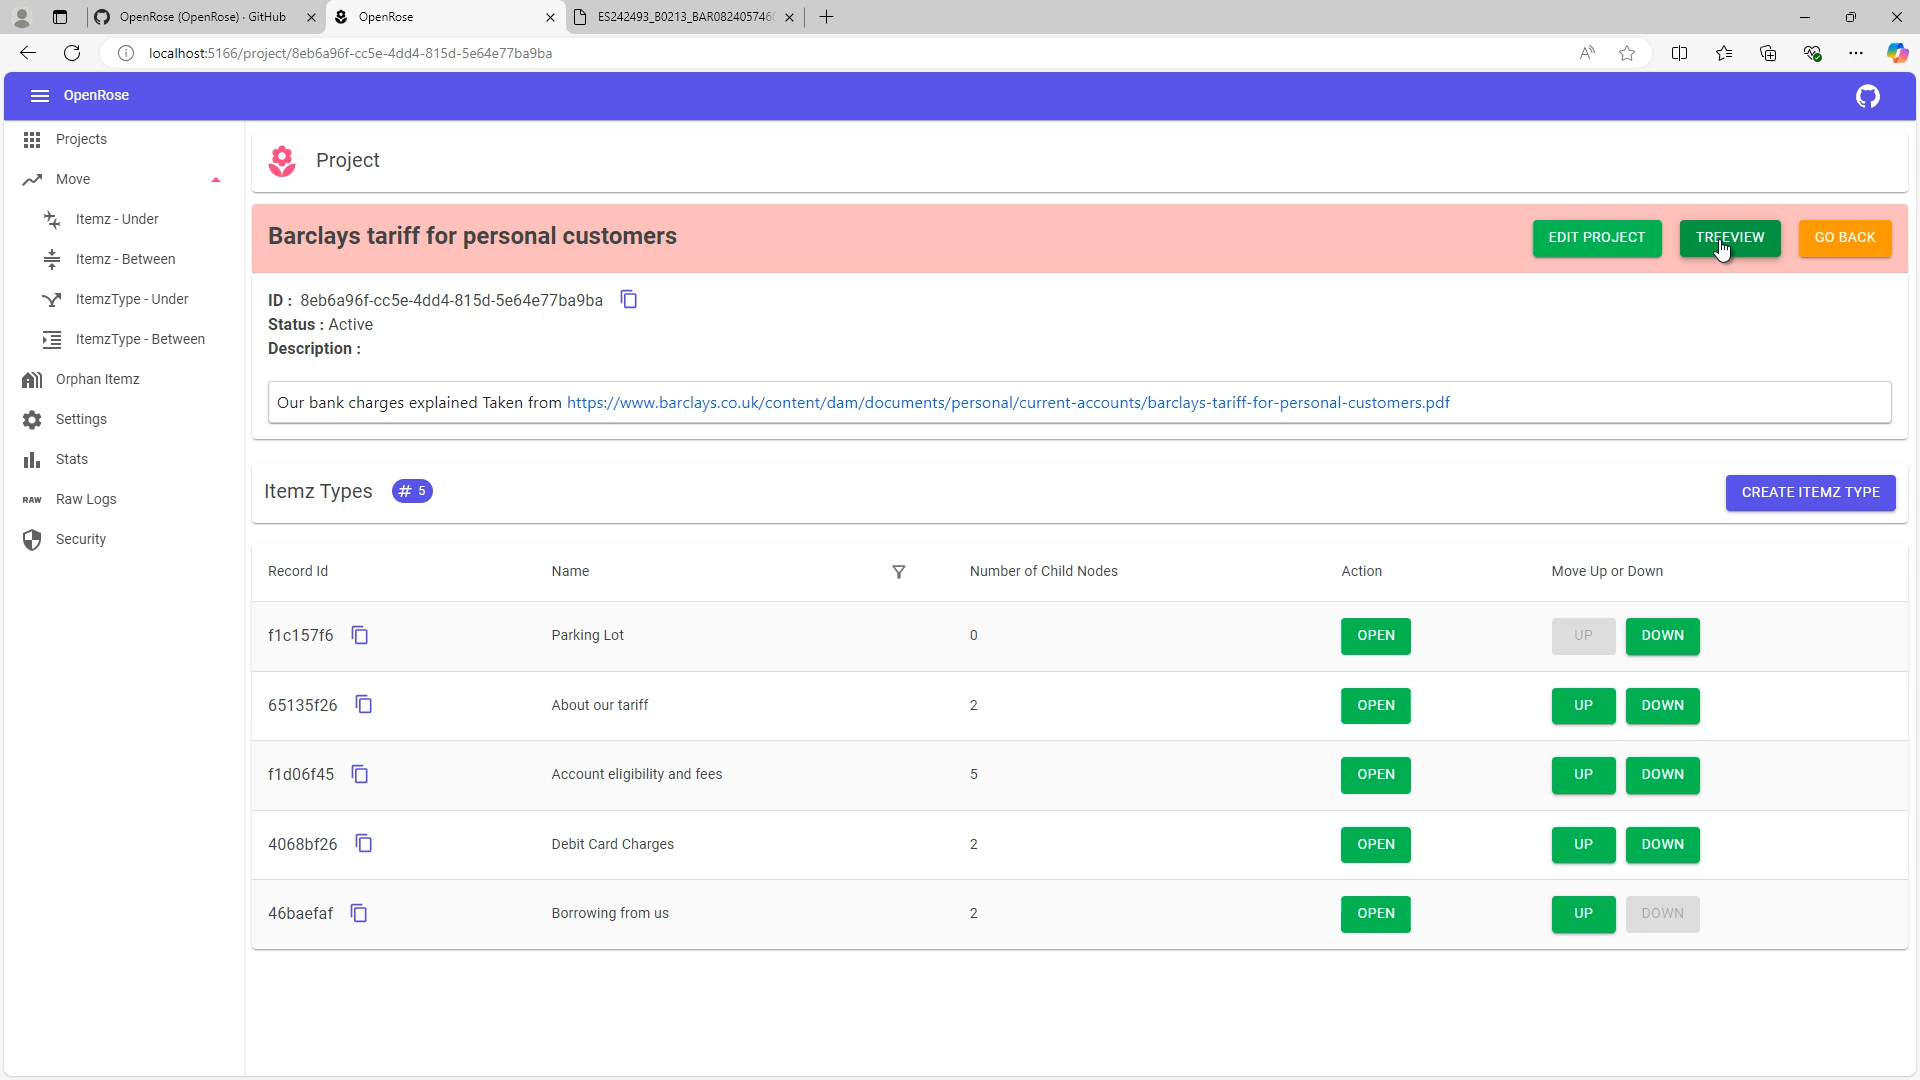 OpenRose (OpenRose) · GitHub
OpenRose
ES242493_B0213_BAR0824057460
localhost:5166/project/8eb6a96f-cc5e-4dd4-815d-5e64e77ba9ba
OpenRose
Projects
Move
Itemz - Under
Itemz - Between
ItemzType - Under
ItemzType - Between
Orphan Itemz
Settings
Stats
RAW Raw Logs
Security
Project
Barclays tariff for personal customers
EDIT PROJECT TREEVIEW GO BACK
ID : 8eb6a96f-cc5e-4dd4-815d-5e64e77ba9ba
Status : Active
Description :
Our bank charges explained Taken from https://www.barclays.co.uk/content/dam/documents/personal/current-accounts/barclays-tariff-for-personal-customers.pdf
Itemz Types # 5 CREATE ITEMZ TYPE
Record Id Name Number of Child Nodes Action Move Up or Down
f1c157f6 Parking Lot 0 OPEN UP DOWN
65135f26 About our tariff 2 OPEN UP DOWN
f1d06f45 Account eligibility and fees 5 OPEN UP DOWN
4068bf26 Debit Card Charges 2 OPEN UP DOWN
46baefaf Borrowing from us 2 OPEN UP DOWN